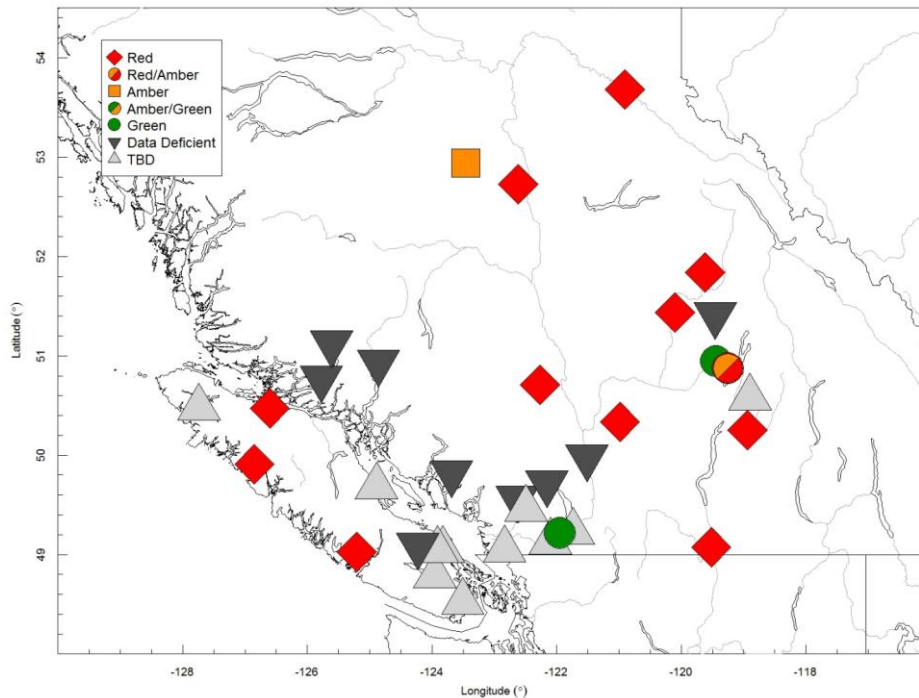 Red
Red/Amber
Amber
Amber/Green
Green
Data Deficient
TBD
54
53
52
51
50
49
Latitude (°)
-128
-126
-124
-122
-120
-118
Longitude (°)